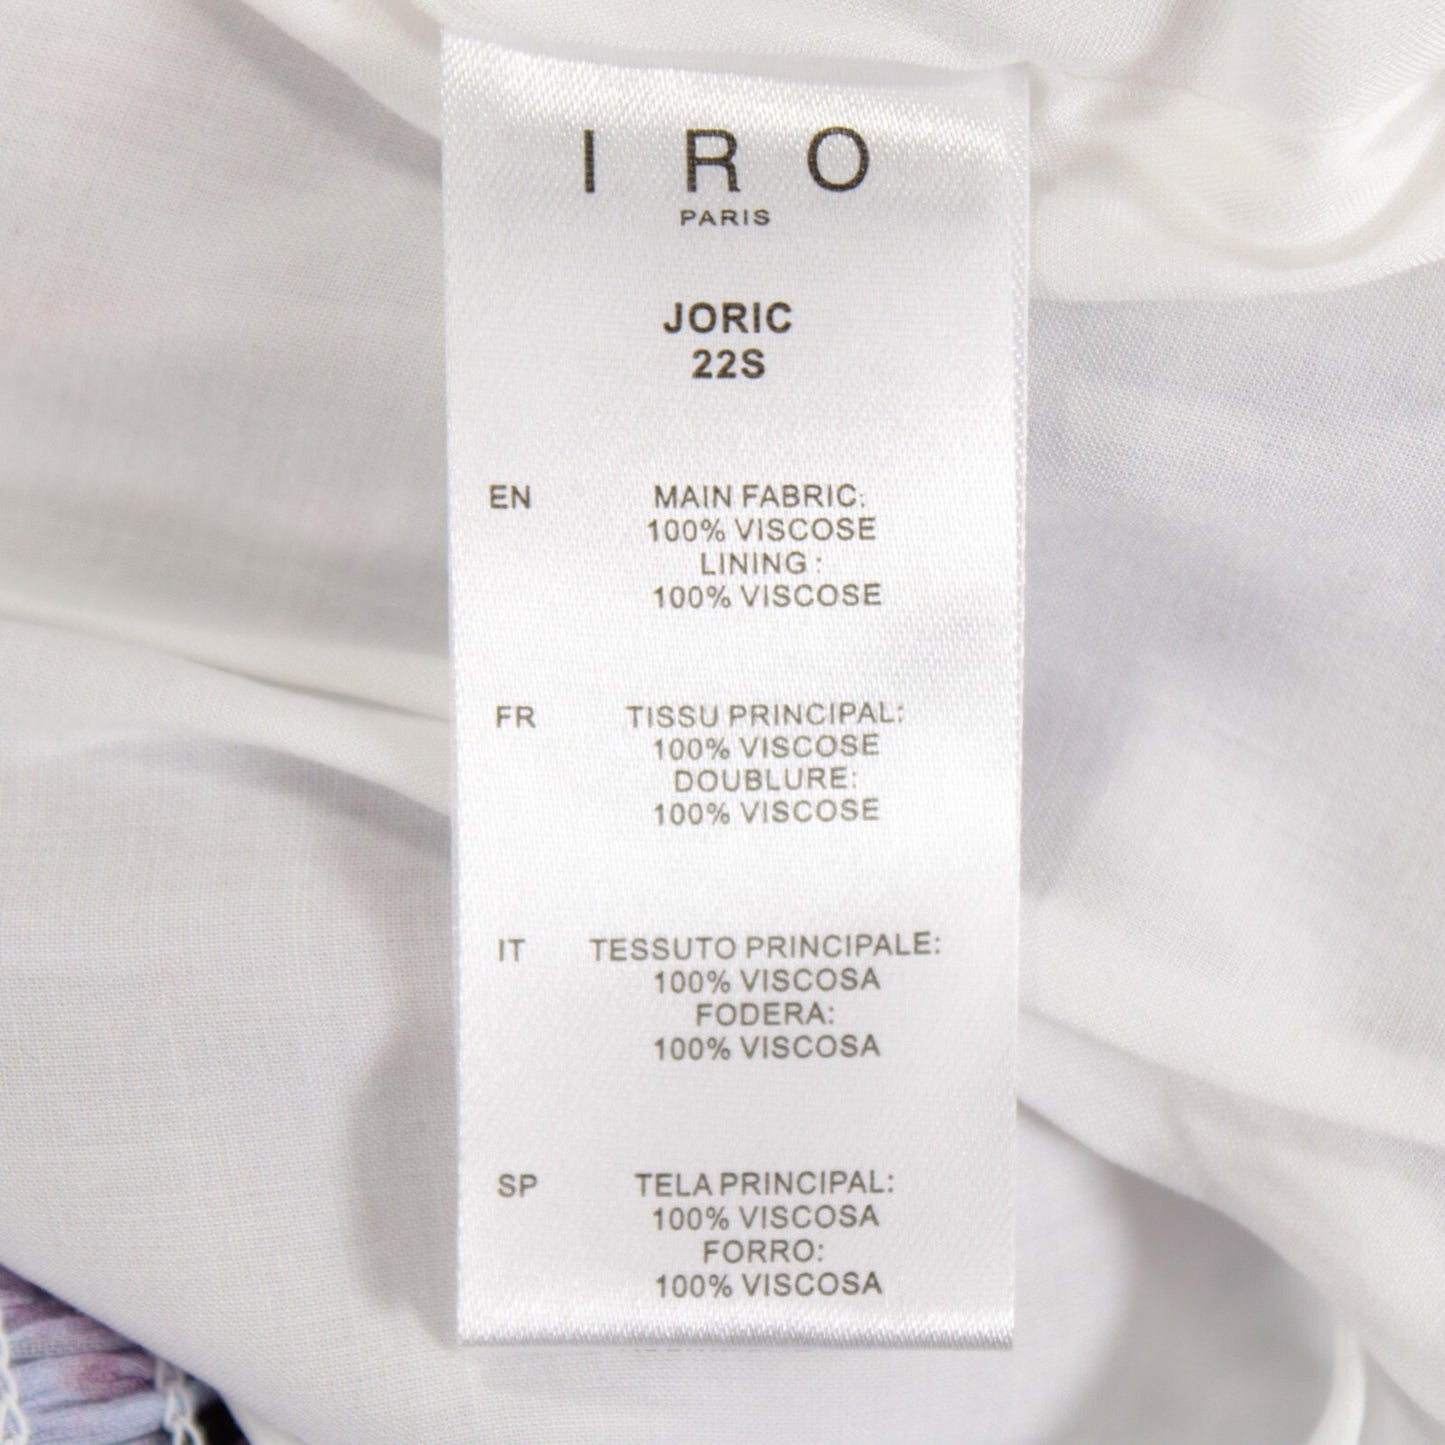 IRO
PARIS
JORIC
22S
EN MAIN FABRIC:
100% VISCOSE
LINING :
100% VISCOSE
FR TISSU PRINCIPAL:
100% VISCOSE
DOUBLURE:
100% VISCOSE
IT TESSUTO PRINCIPALE:
100% VISCOSA
FODERA:
100% VISCOSA
SP TELA PRINCIPAL:
100% VISCOSA
FORRO:
100% VISCOSA